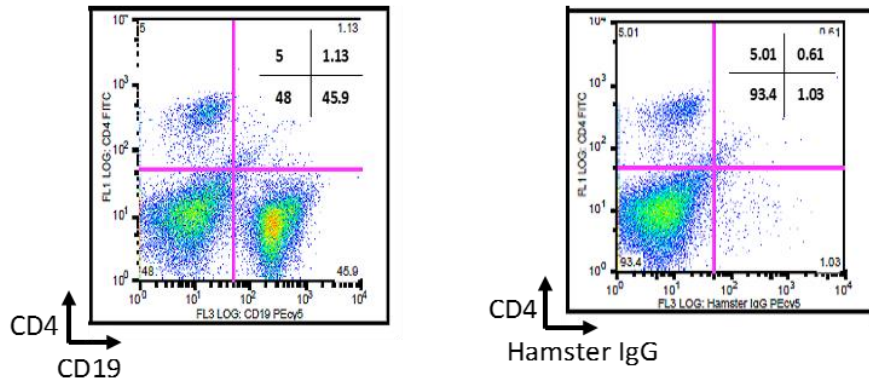 5 1.13
10⁴
5 1.13
48 45.9
10³
10²
10¹
10⁰
48 45.9
FL1 LOG: CD4 FITC
10⁰ 10¹ 10² 10³ 10⁴
FL3 LOG: CD19 PEcy5
CD4
CD19
10⁴
5.01 0.61
5.01 0.61
93.4 1.03
10³
10²
10¹
10⁰
93.4 1.03
FL1 LOG: CD4 FITC
10⁰ 10¹ 10² 10³ 10⁴
FL3 LOG: Hamster IgG PEcy5
CD4
Hamster IgG